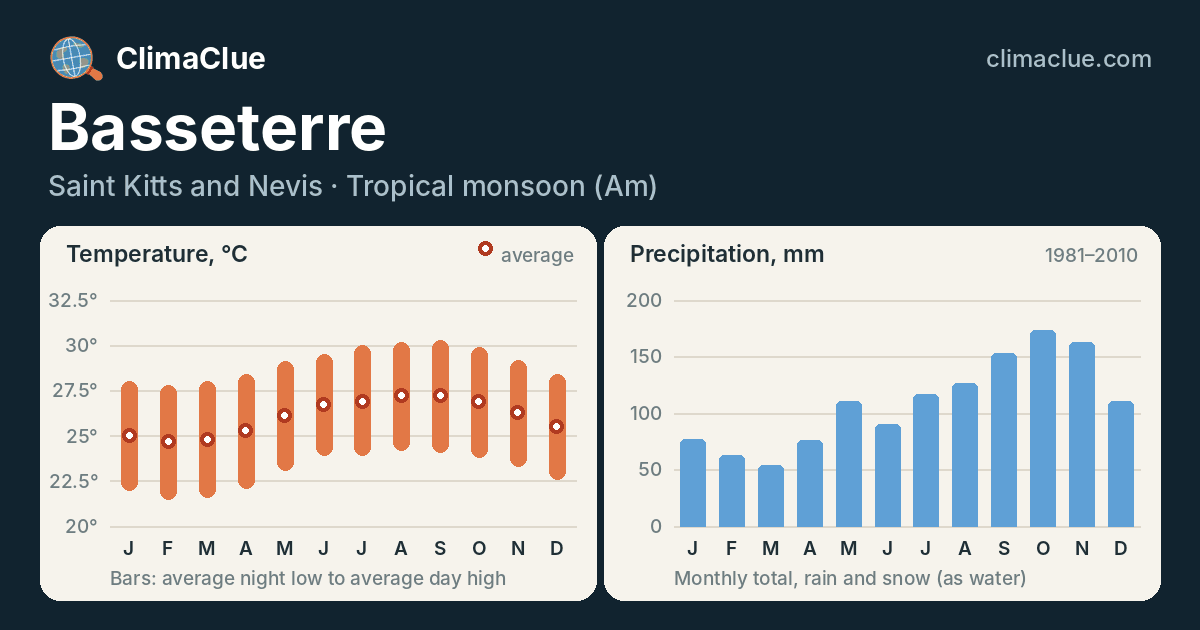 ClimaClue
climaclue.com
Basseterre
Saint Kitts and Nevis · Tropical monsoon (Am)
Temperature, °C
average
32.5°
30°
27.5°
25°
22.5°
20°
J F M A M J J A S O N D
Bars: average night low to average day high
Precipitation, mm
1981–2010
200
150
100
50
0
J F M A M J J A S O N D
Monthly total, rain and snow (as water)